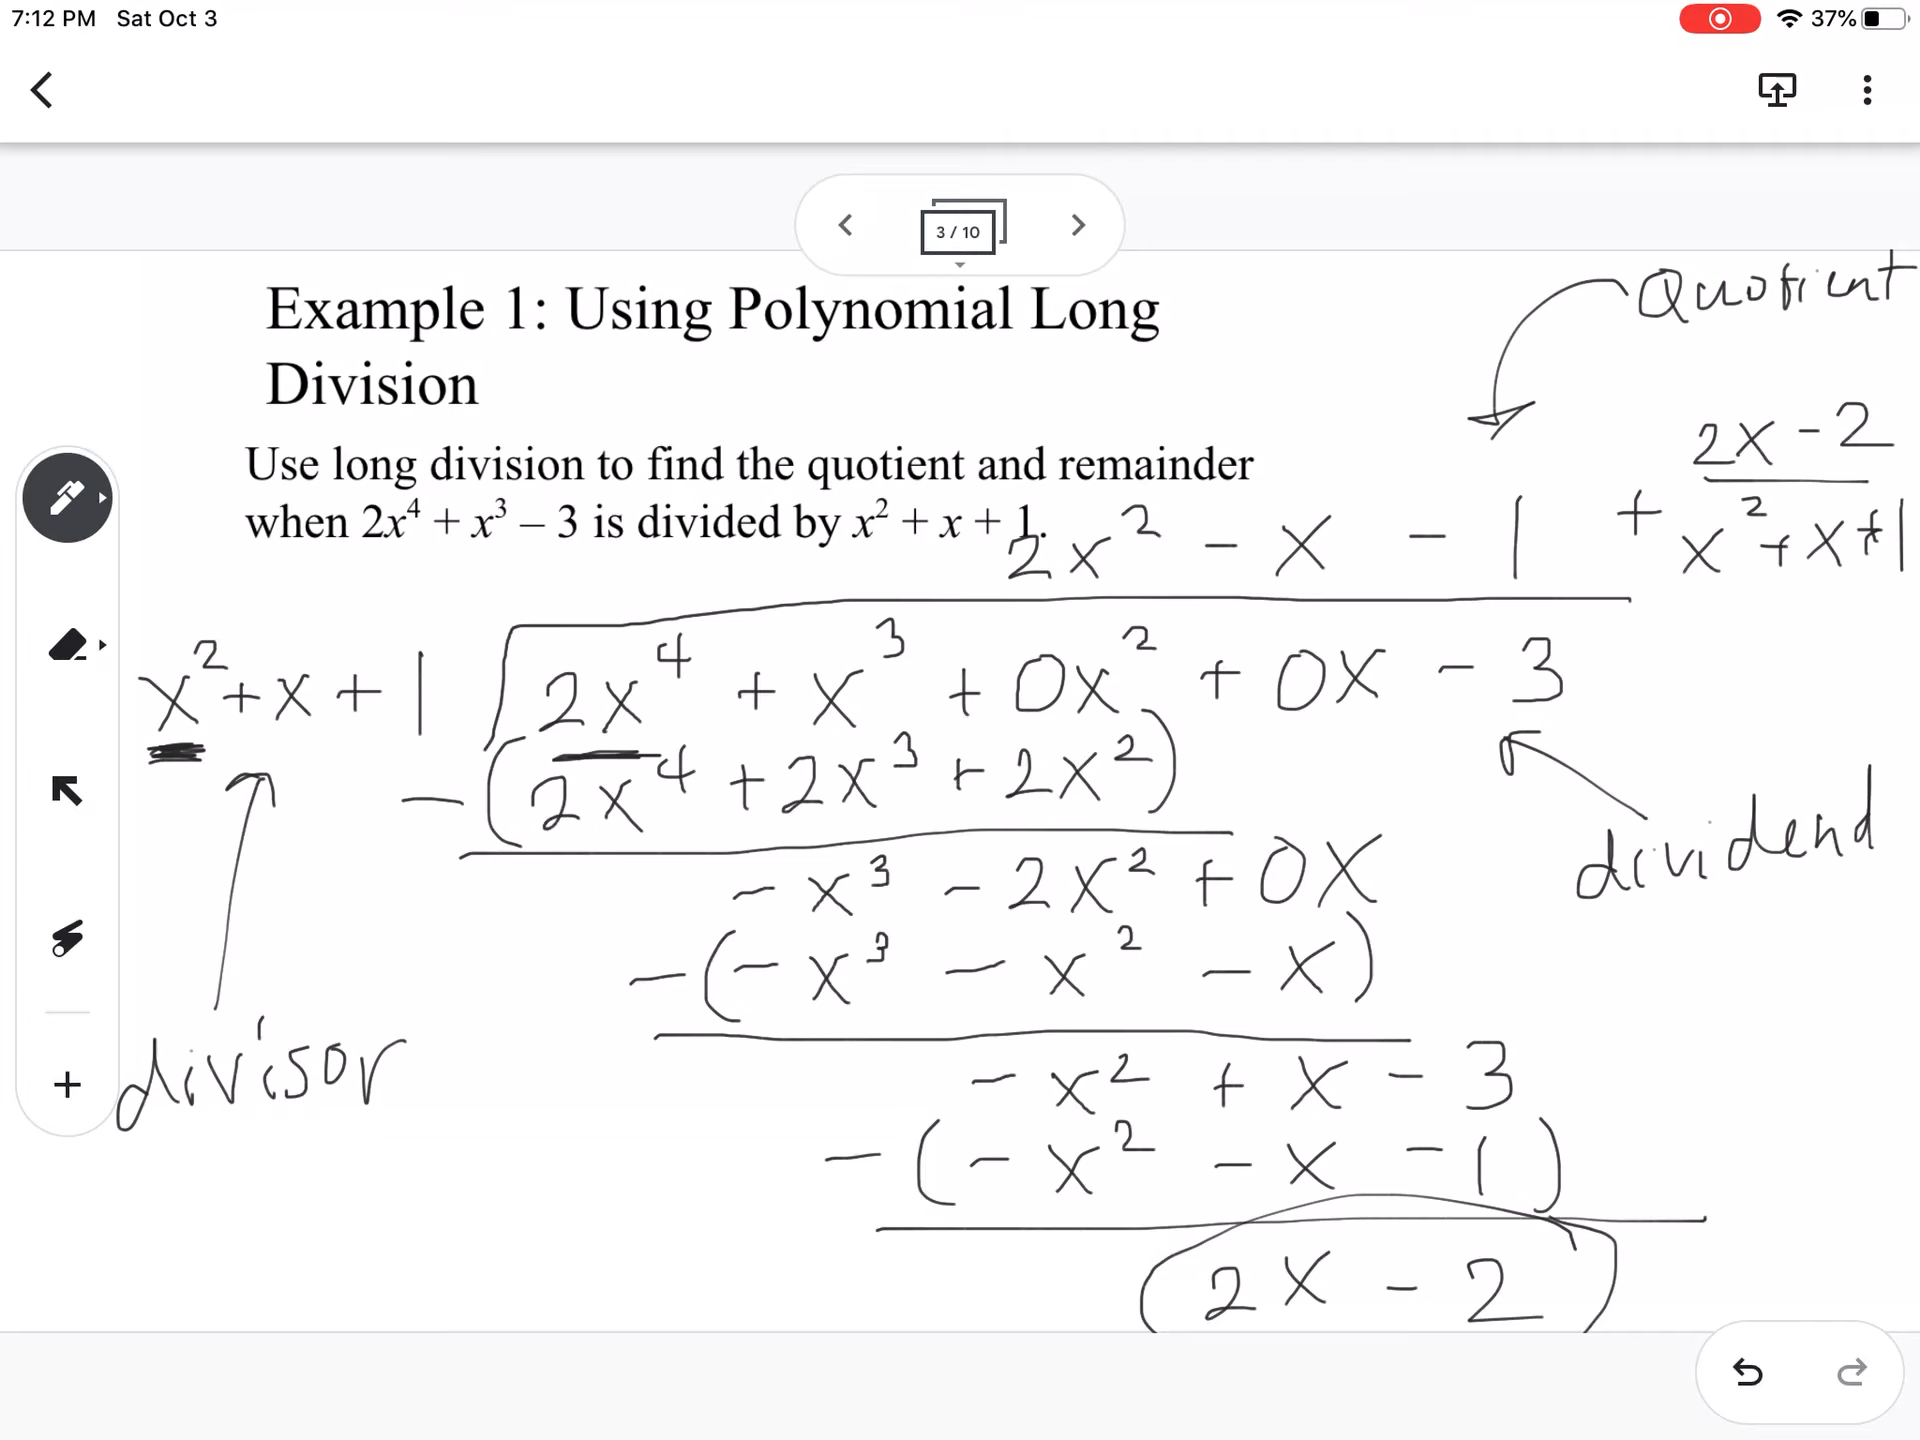 7:12 PM Sat Oct 3
37%
3 / 10
Example 1: Using Polynomial Long
Division
Use long division to find the quotient and remainder
when 2x⁴ + x³ – 3 is divided by x² + x + 1.
Quotient
2x² - x - 1 + (2x - 2)/(x² + x + 1)
x² + x + 1 2x⁴ + x³ + 0x² + 0x - 3
- (2x⁴ + 2x³ + 2x²)
dividend
- x³ - 2x² + 0x
- (- x³ - x² - x)
divisor
- x² + x - 3
- (- x² - x - 1)
2x - 2